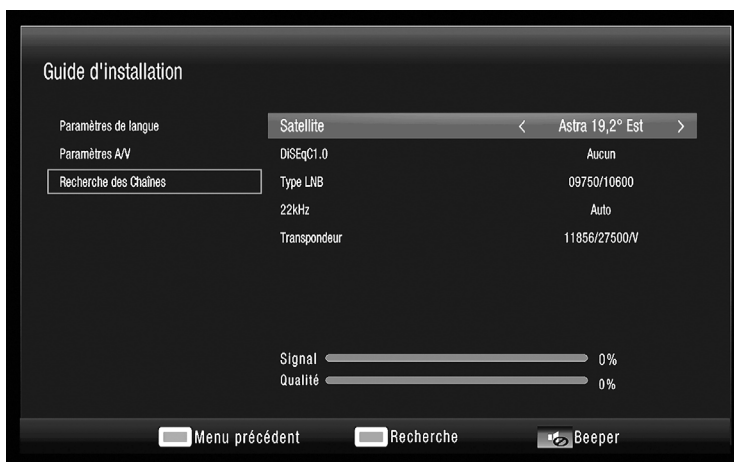 Guide d'installation
Paramètres de langue
Satellite < Astra 19,2° Est >
Paramètres A/V
DiSEqC1.0 Aucun
Recherche des Chaînes
Type LNB 09750/10600
22kHz Auto
Transpondeur 11856/27500/V
Signal 0%
Qualité 0%
Menu précédent Recherche Beeper